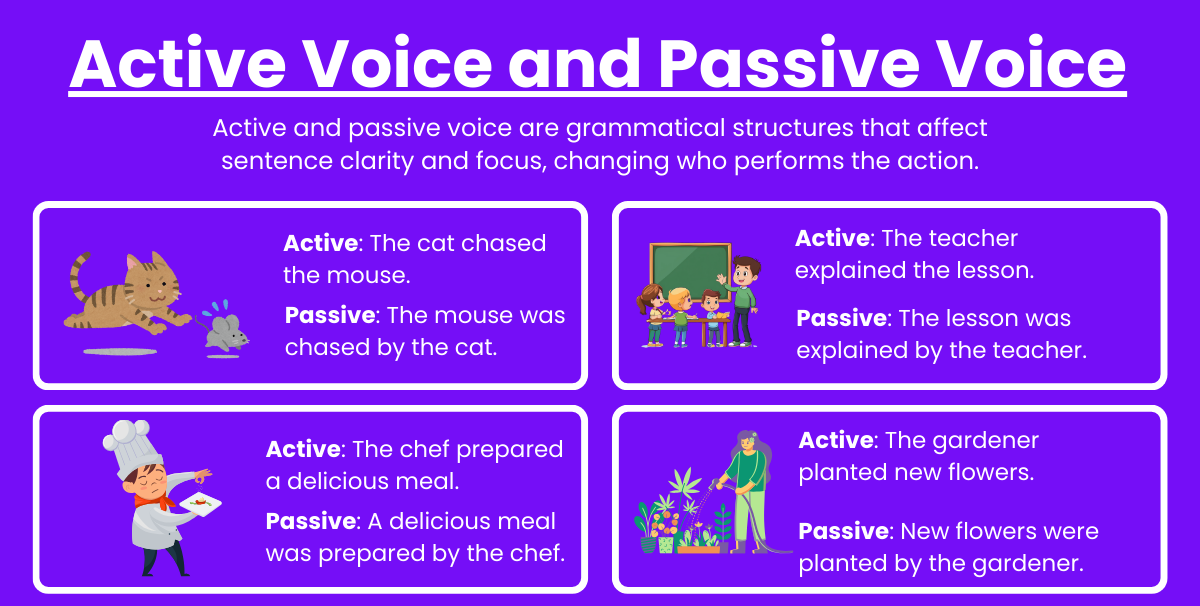 Active Voice and Passive Voice
Active and passive voice are grammatical structures that affect
sentence clarity and focus, changing who performs the action.
Active: The cat chased
the mouse.
Passive: The mouse was
chased by the cat.
Active: The teacher
explained the lesson.
Passive: The lesson was
explained by the teacher.
Active: The chef prepared
a delicious meal.
Passive: A delicious meal
was prepared by the chef.
Active: The gardener
planted new flowers.
Passive: New flowers were
planted by the gardener.